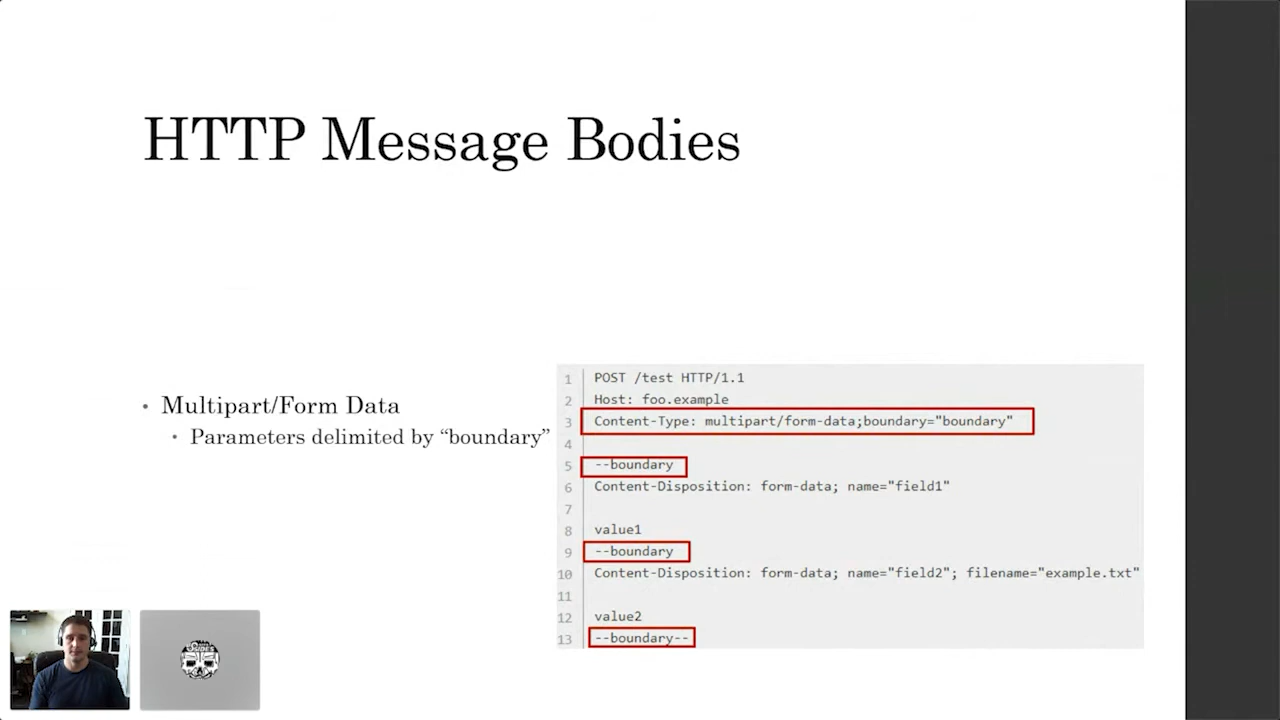 HTTP Message Bodies
• Multipart/Form Data
• Parameters delimited by “boundary”
1 POST /test HTTP/1.1
2 Host: foo.example
3 Content-Type: multipart/form-data;boundary="boundary"
4
5 --boundary
6 Content-Disposition: form-data; name="field1"
7
8 value1
9 --boundary
10 Content-Disposition: form-data; name="field2"; filename="example.txt"
11
12 value2
13 --boundary--
SIDES